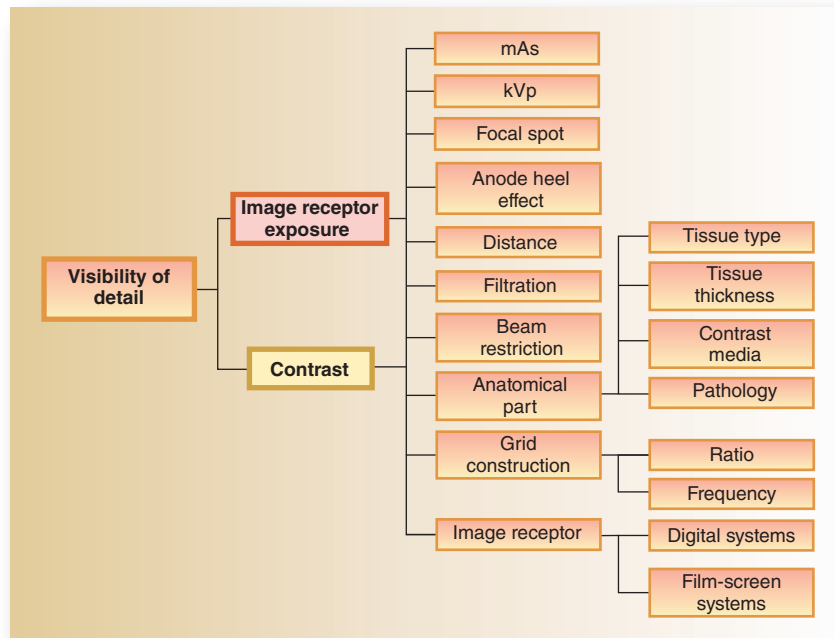 Visibility of
detail
Image receptor
exposure
Contrast
mAs
kVp
Focal spot
Anode heel
effect
Distance
Filtration
Beam
restriction
Anatomical
part
Grid
construction
Image receptor
Tissue type
Tissue
thickness
Contrast
media
Pathology
Ratio
Frequency
Digital systems
Film-screen
systems